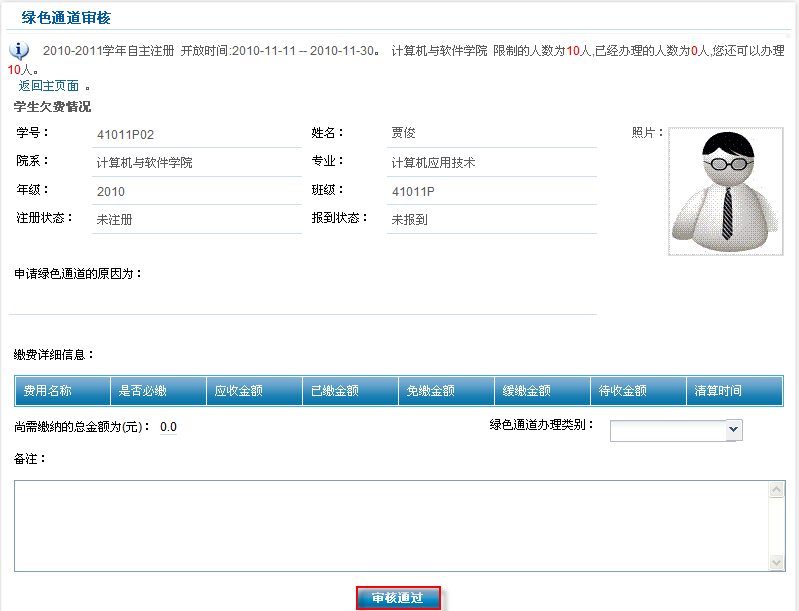 绿色通道审核
2010-2011学年自主注册 开放时间:2010-11-11 -- 2010-11-30。 计算机与软件学院 限制的人数为10人,已经办理的人数为0人,您还可以办理
10人。
返回主页面 。
学生欠费情况
学号： 41011P02 姓名： 贾俊 照片：
院系： 计算机与软件学院 专业： 计算机应用技术
年级： 2010 班级： 41011P
注册状态： 未注册 报到状态： 未报到
申请绿色通道的原因为：
缴费详细信息：
费用名称 是否必缴 应收金额 已缴金额 免缴金额 缓缴金额 待收金额 清算时间
尚需缴纳的总金额为(元)： 0.0 绿色通道办理类别：
备注：
审核通过